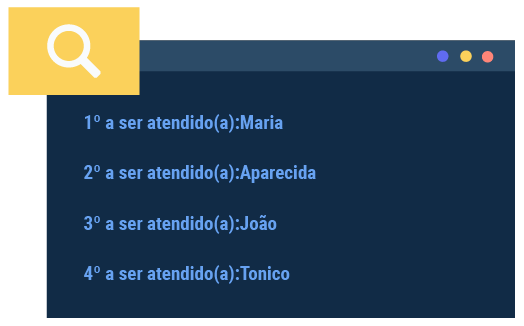 1º a ser atendido(a):Maria
2º a ser atendido(a):Aparecida
3º a ser atendido(a):João
4º a ser atendido(a):Tonico